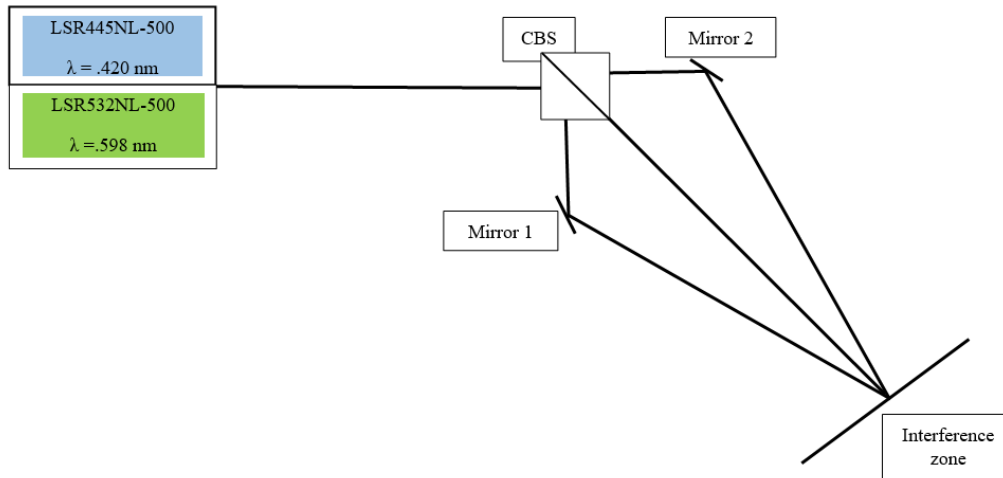 LSR445NL-500
λ = .420 nm
LSR532NL-500
λ =.598 nm
CBS
Mirror 2
Mirror 1
Interference
zone